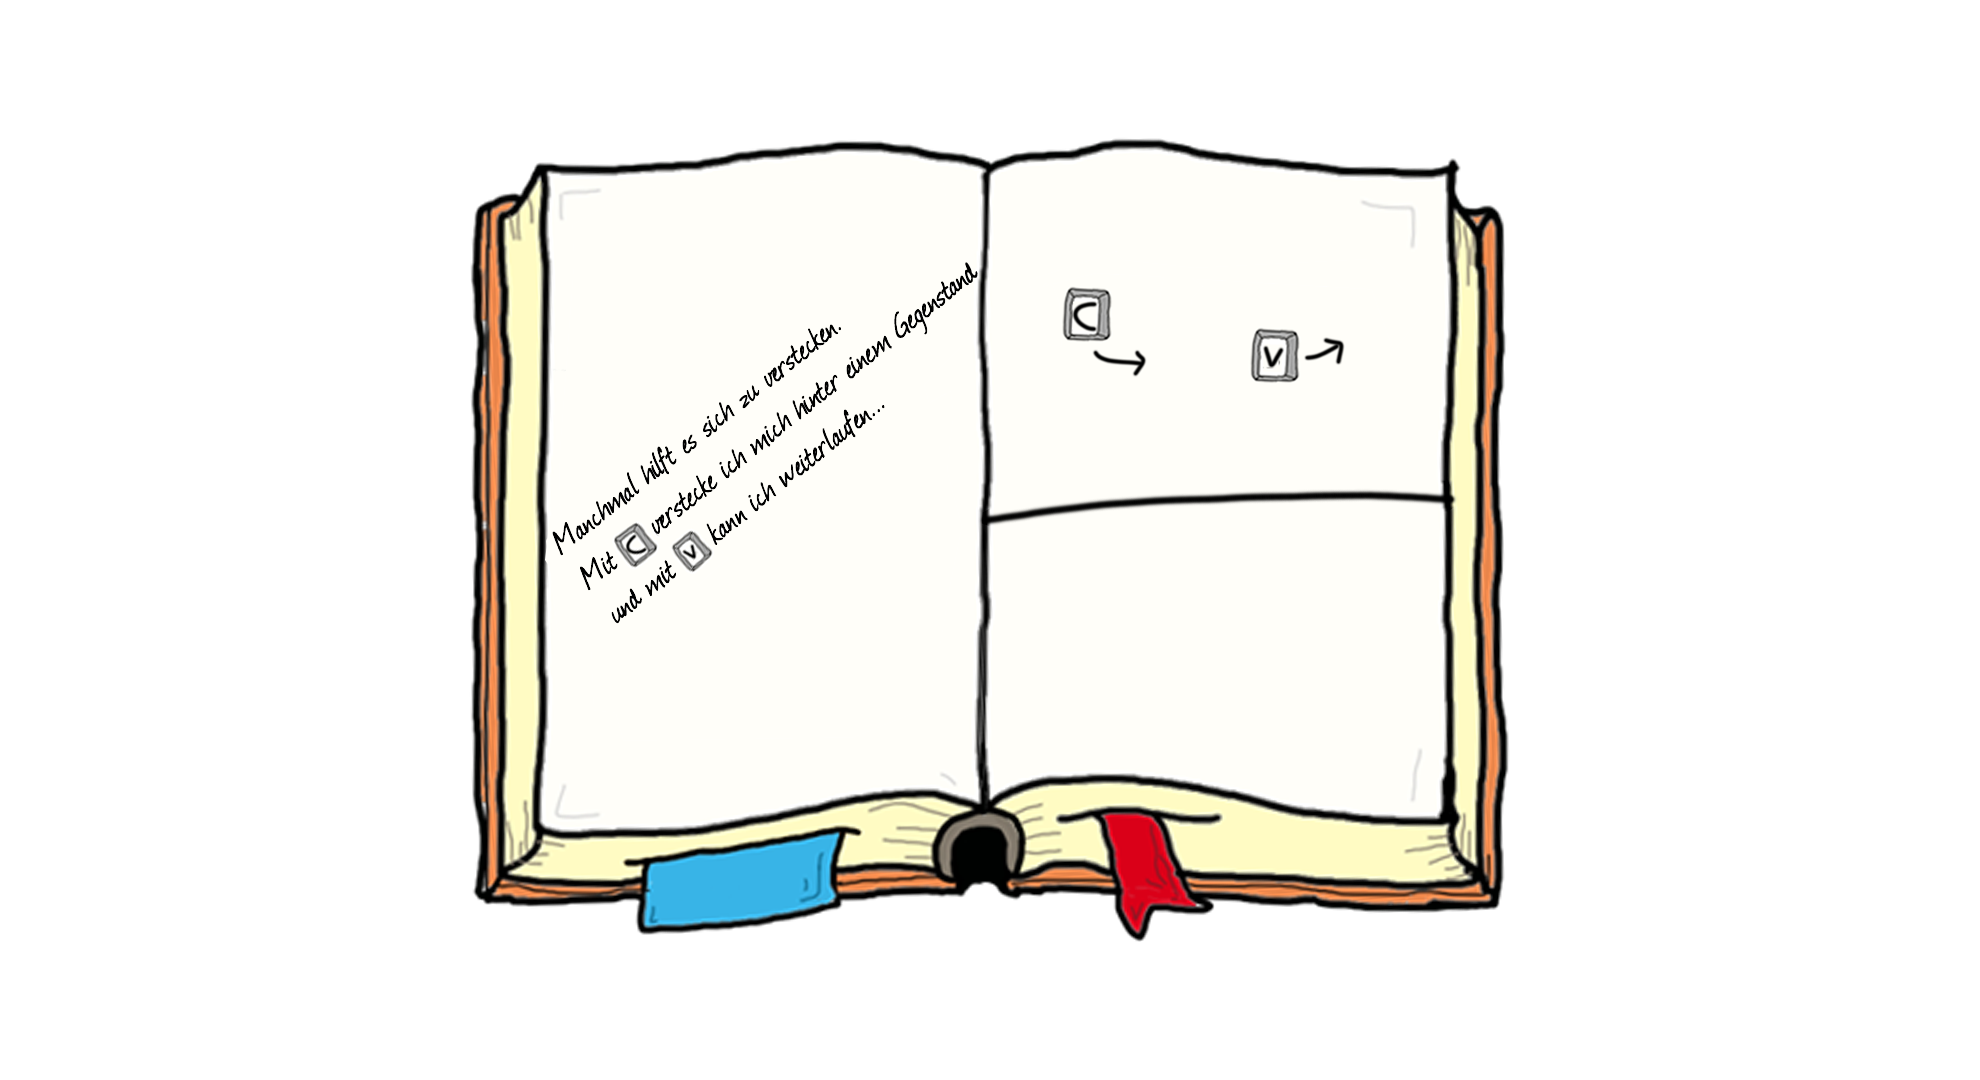 Manchmal hilft es sich zu verstecken.
Mit C verstecke ich mich hinter einem Gegenstand
und mit V kann ich weiterlaufen...
C
V